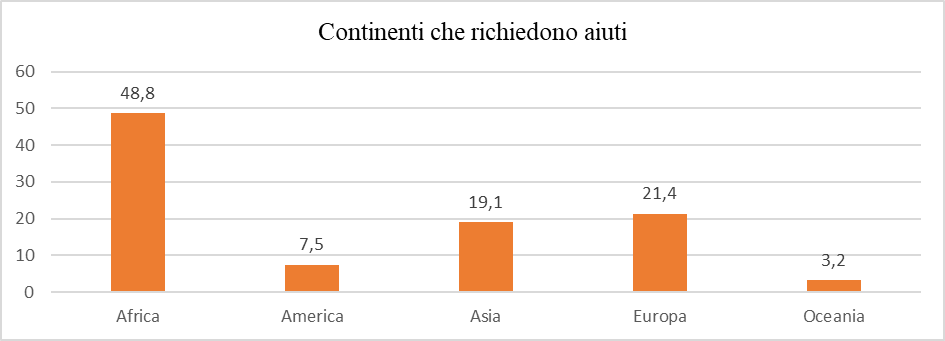 Continenti che richiedono aiuti
60
50
40
30
20
10
0
48,8
7,5
19,1
21,4
3,2
Africa
America
Asia
Europa
Oceania